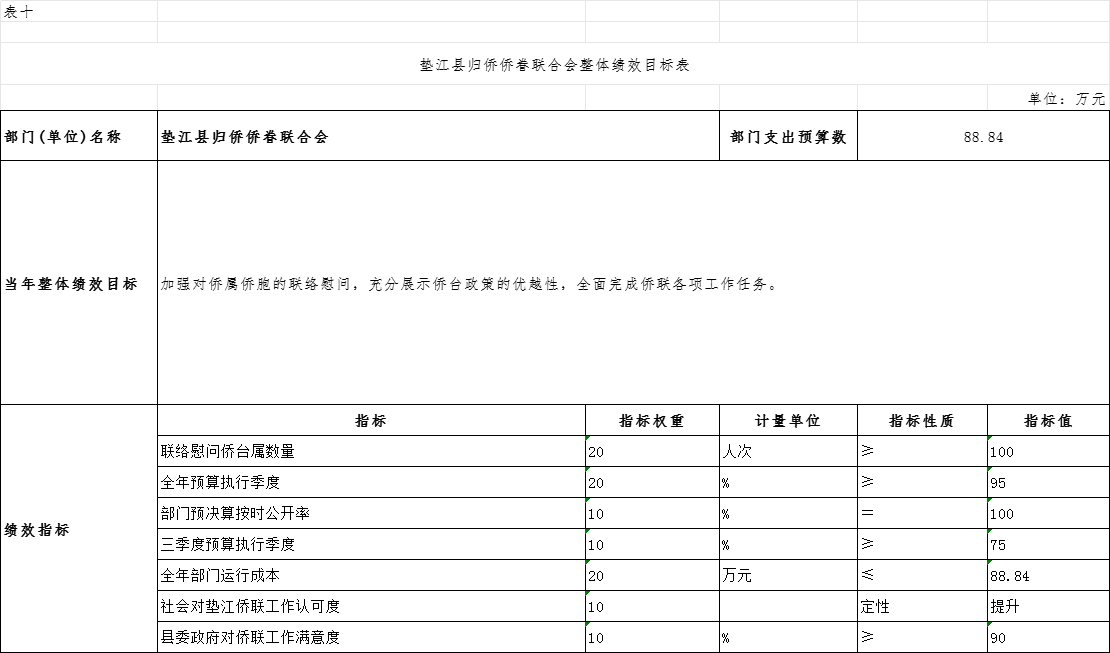 表十
垫江县归侨侨眷联合会整体绩效目标表
单位：万元
部门(单位)名称 垫江县归侨侨眷联合会 部门支出预算数 88.84
当年整体绩效目标 加强对侨属侨胞的联络慰问，充分展示侨台政策的优越性，全面完成侨联各项工作任务。
指标 指标权重 计量单位 指标性质 指标值
联络慰问侨台属数量 20 人次 ≥ 100
全年预算执行季度 20 % ≥ 95
部门预决算按时公开率 10 % ＝ 100
绩效指标
三季度预算执行季度 10 % ≥ 75
全年部门运行成本 20 万元 ≤ 88.84
社会对垫江侨联工作认可度 10 定性 提升
县委政府对侨联工作满意度 10 % ≥ 90